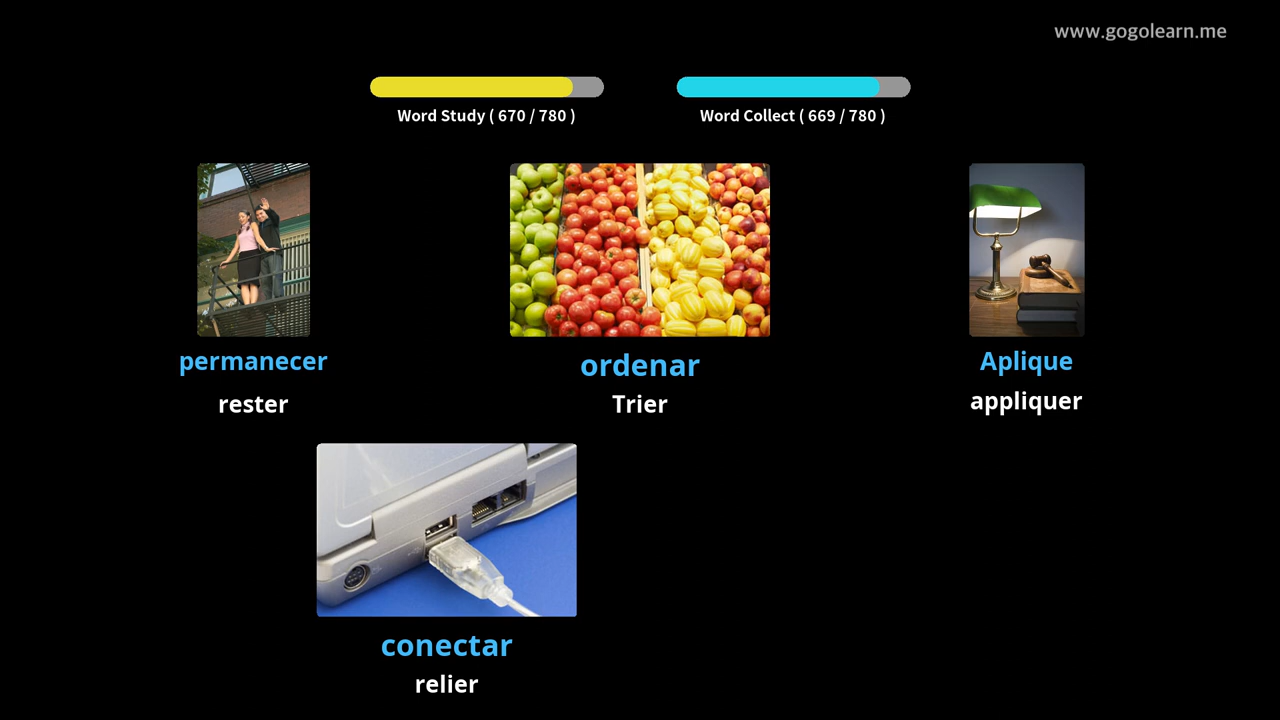 www.gogolearn.me
Word Study ( 670 / 780 )
Word Collect ( 669 / 780 )
permanecer
rester
ordenar
Trier
Aplique
appliquer
conectar
relier